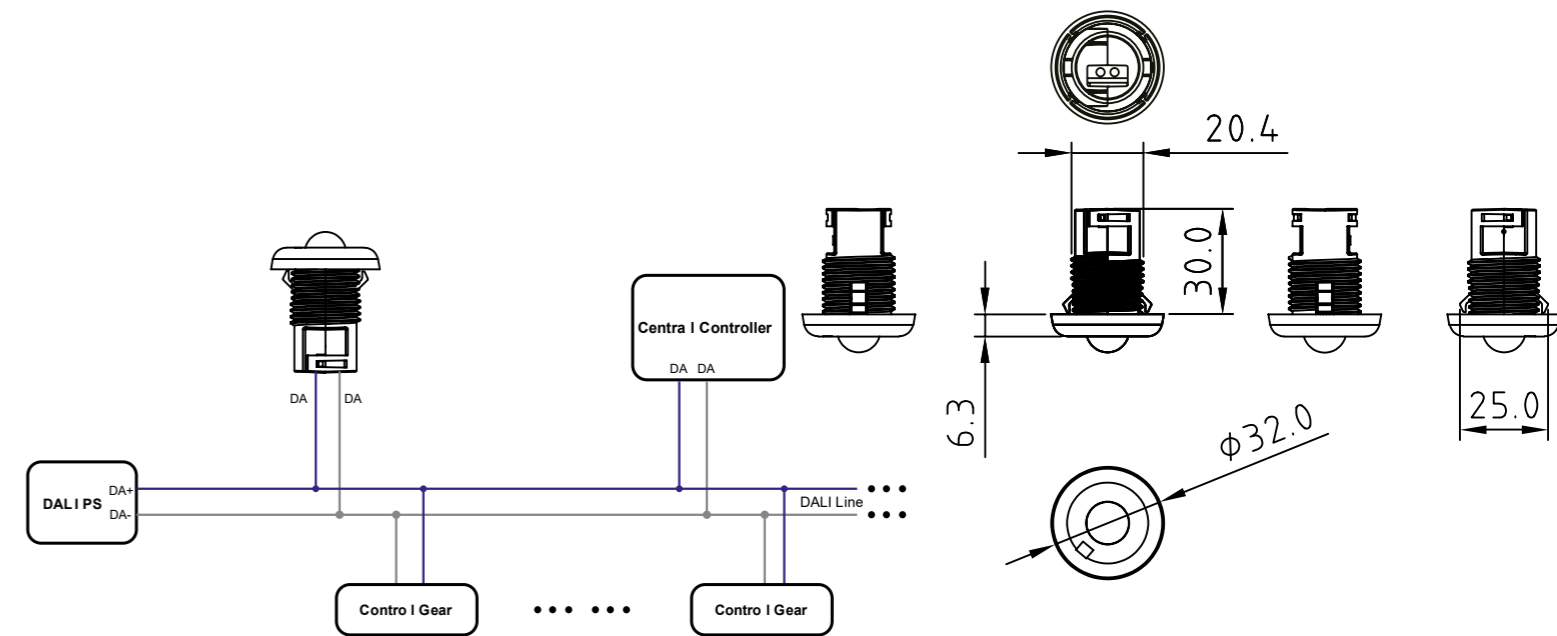 20.4
30.0
6.3
25.0
ϕ32.0
Centra l Controller
DA DA
DA DA
DAL I PS
DA+
DA-
DALI Line
Contro l Gear
Contro l Gear